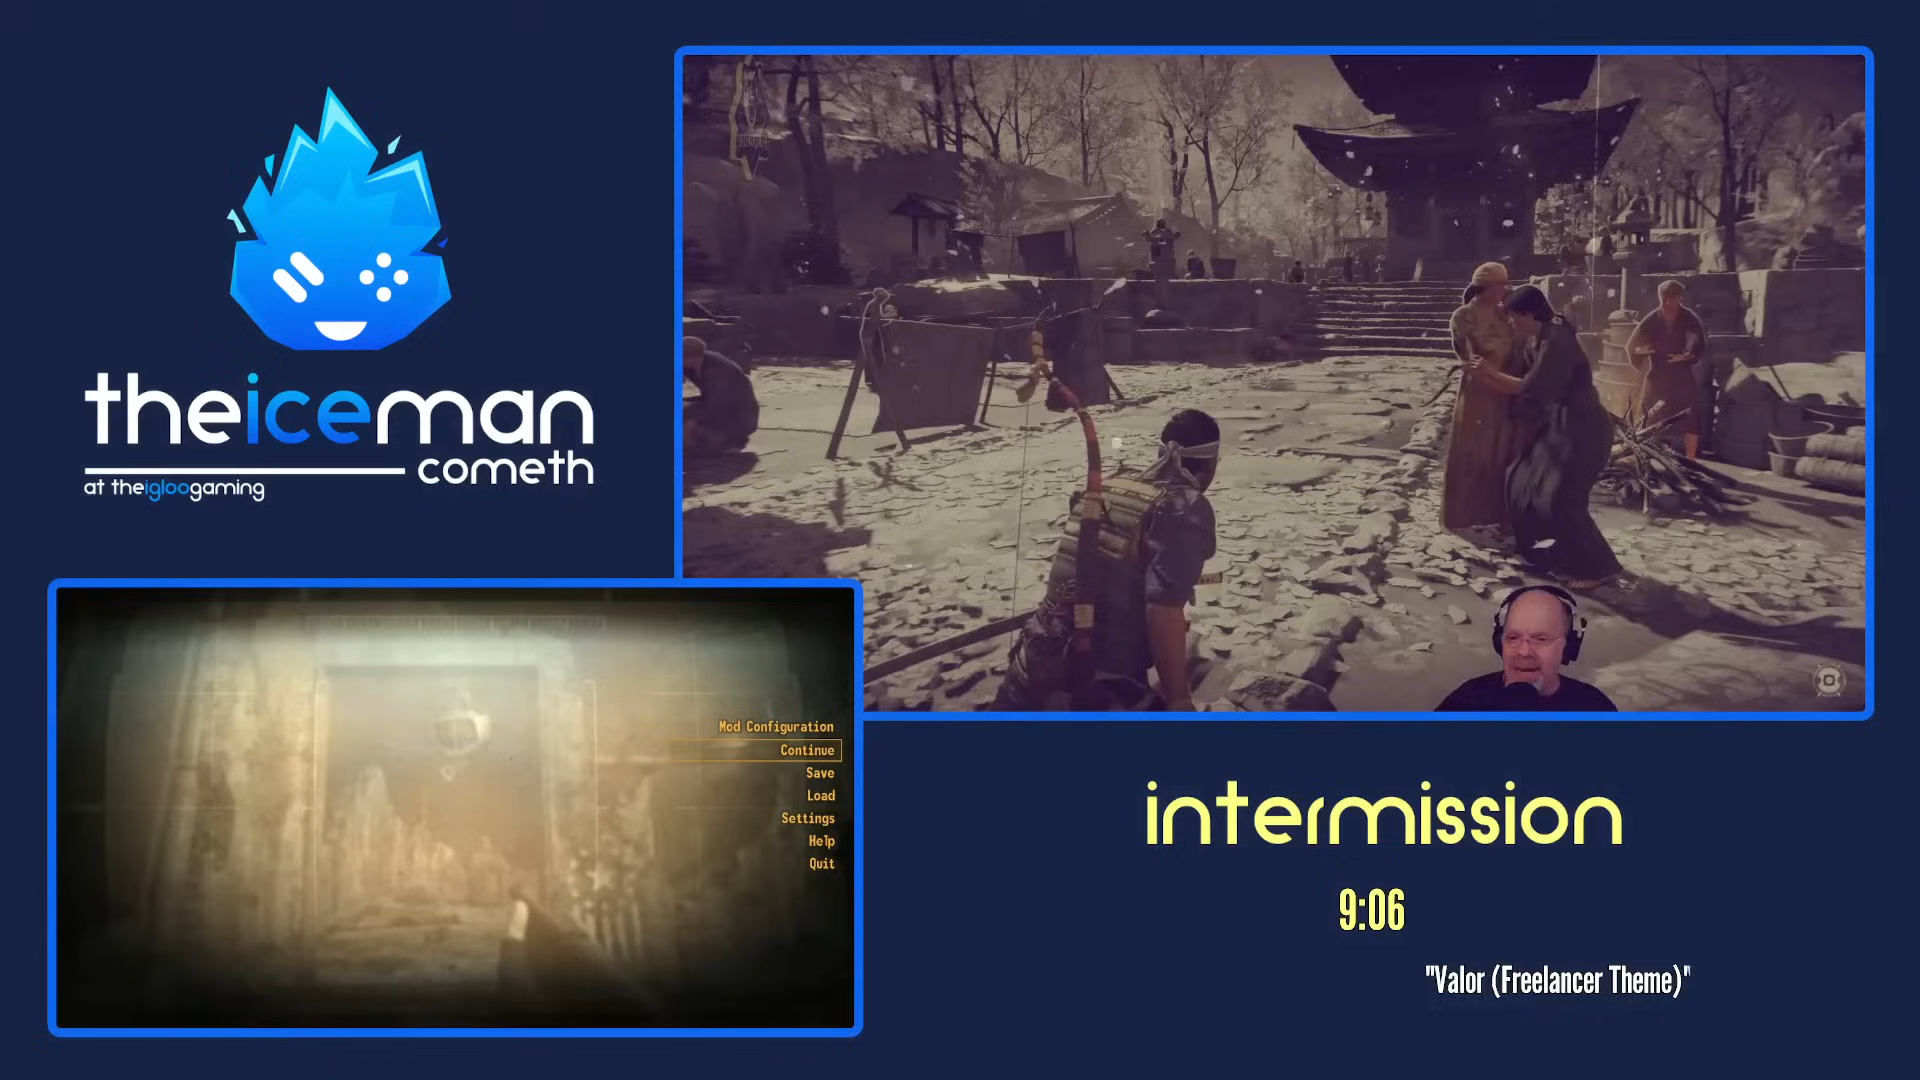 theiceman
cometh
at theigloogaming
Mod Configuration
Continue
Save
Load
Settings
Help
Quit
intermission
9:06
"Valor (Freelancer Theme)"